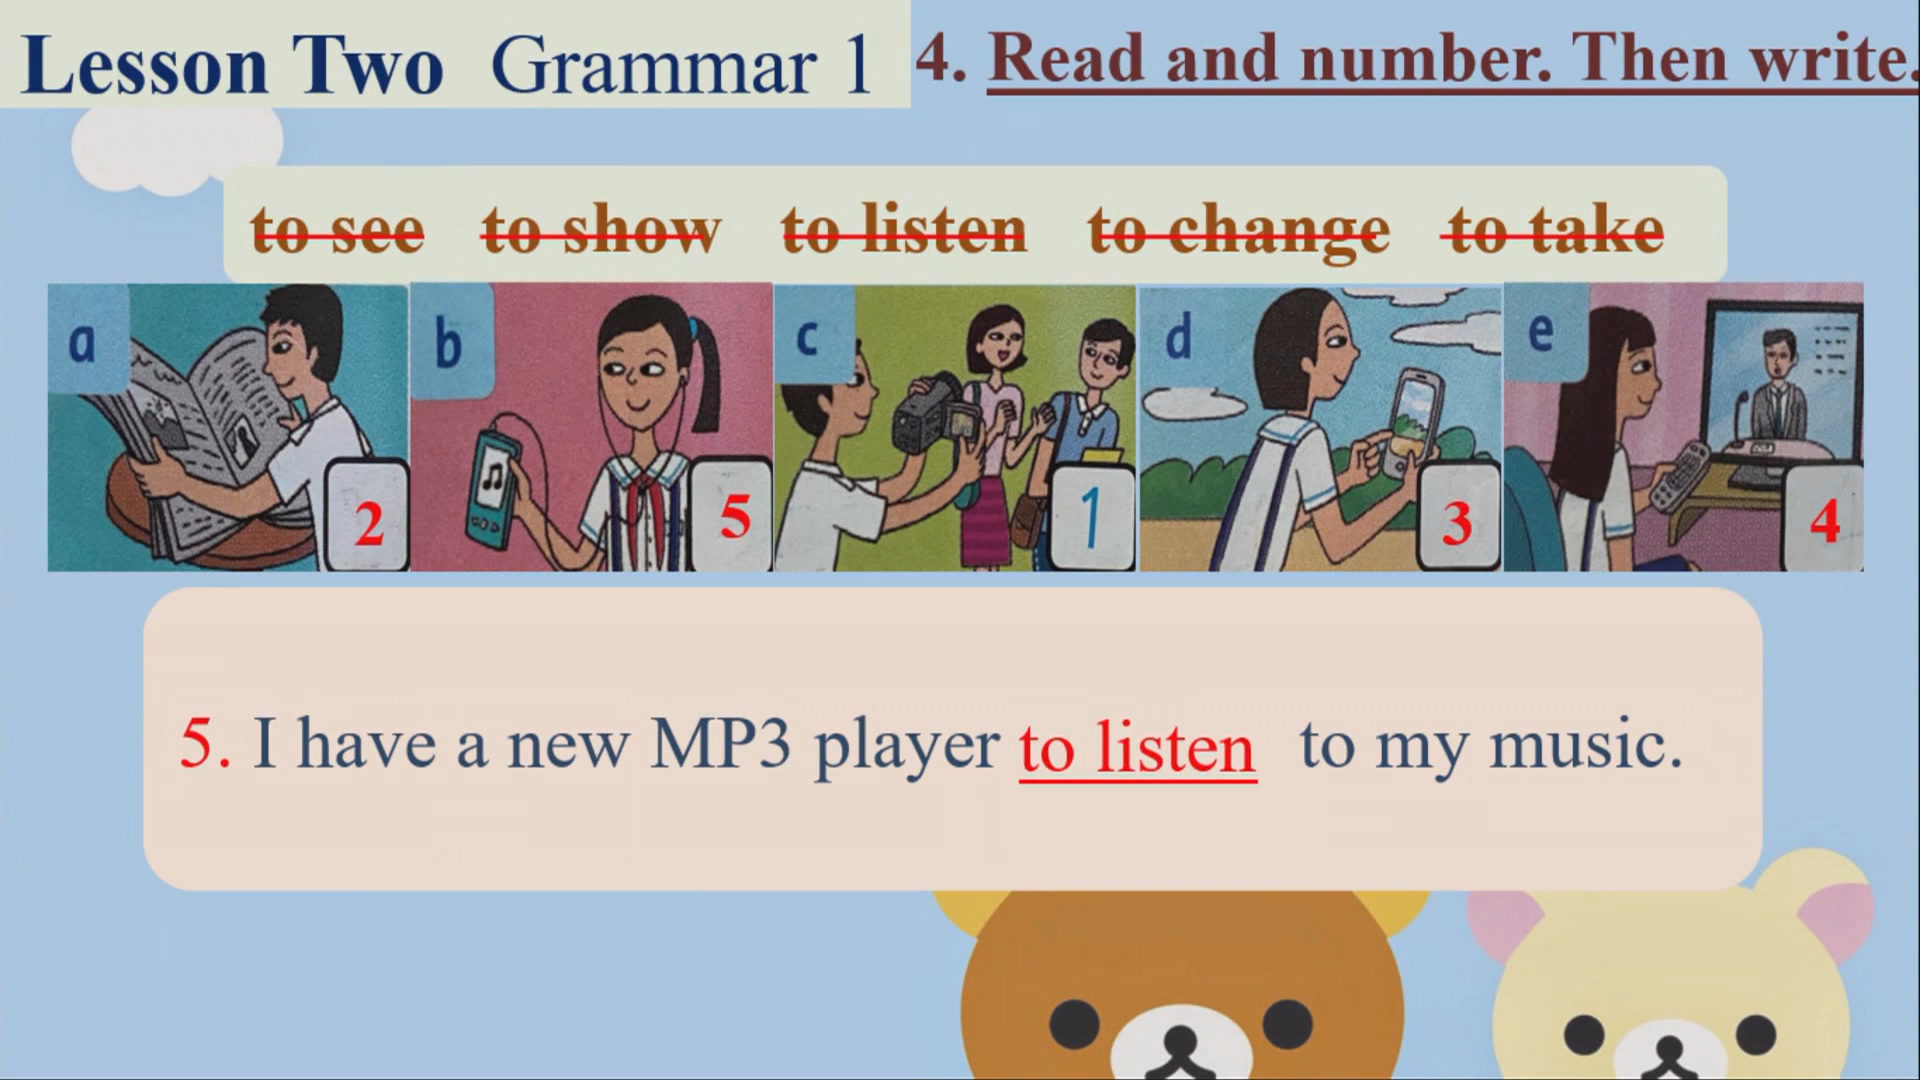 Lesson Two Grammar 1 4. Read and number. Then write.
to see to show to listen to change to take
a b c d e
2 5 1 3 4
5. I have a new MP3 player to listen to my music.